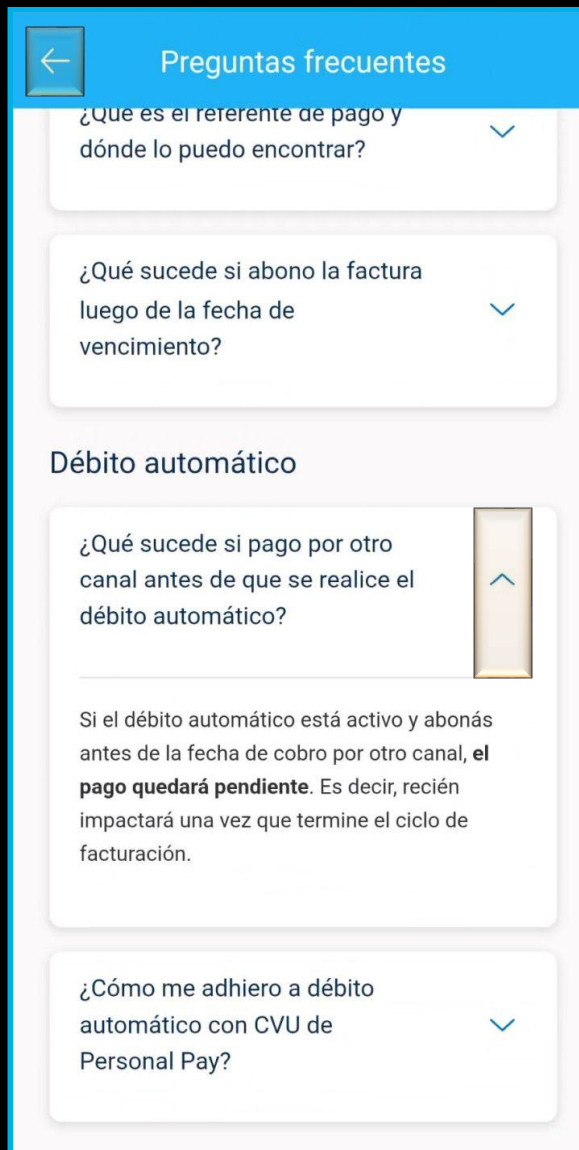 Preguntas frecuentes
¿Qué es el referente de pago y
dónde lo puedo encontrar?
¿Qué sucede si abono la factura
luego de la fecha de
vencimiento?
Débito automático
¿Qué sucede si pago por otro
canal antes de que se realice el
débito automático?
Si el débito automático está activo y abonás
antes de la fecha de cobro por otro canal, el
pago quedará pendiente. Es decir, recién
impactará una vez que termine el ciclo de
facturación.
¿Cómo me adhiero a débito
automático con CVU de
Personal Pay?